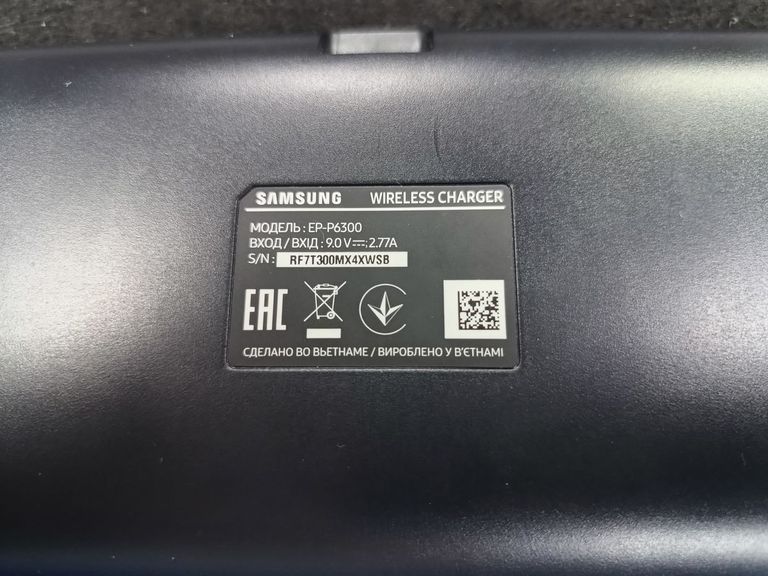 SAMSUNG WIRELESS CHARGER
МОДЕЛЬ : EP-P6300
ВХОД / ВХІД : 9.0 V⎓; 2.77A
S/N : RF7T300MX4XWSB
EAC
СДЕЛАНО ВО ВЬЕТНАМЕ / ВИРОБЛЕНО У В'ЄТНАМІ